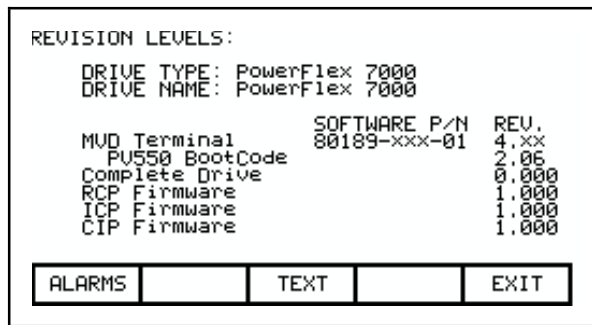 REVISION LEVELS:
DRIVE TYPE: PowerFlex 7000
DRIVE NAME: PowerFlex 7000
SOFTWARE P/N REV.
MVD Terminal 80189-xxx-01 4.xx
PV550 BootCode 2.06
Complete Drive 0.000
RCP Firmware 1.000
ICP Firmware 1.000
CIP Firmware 1.000
ALARMS TEXT EXIT